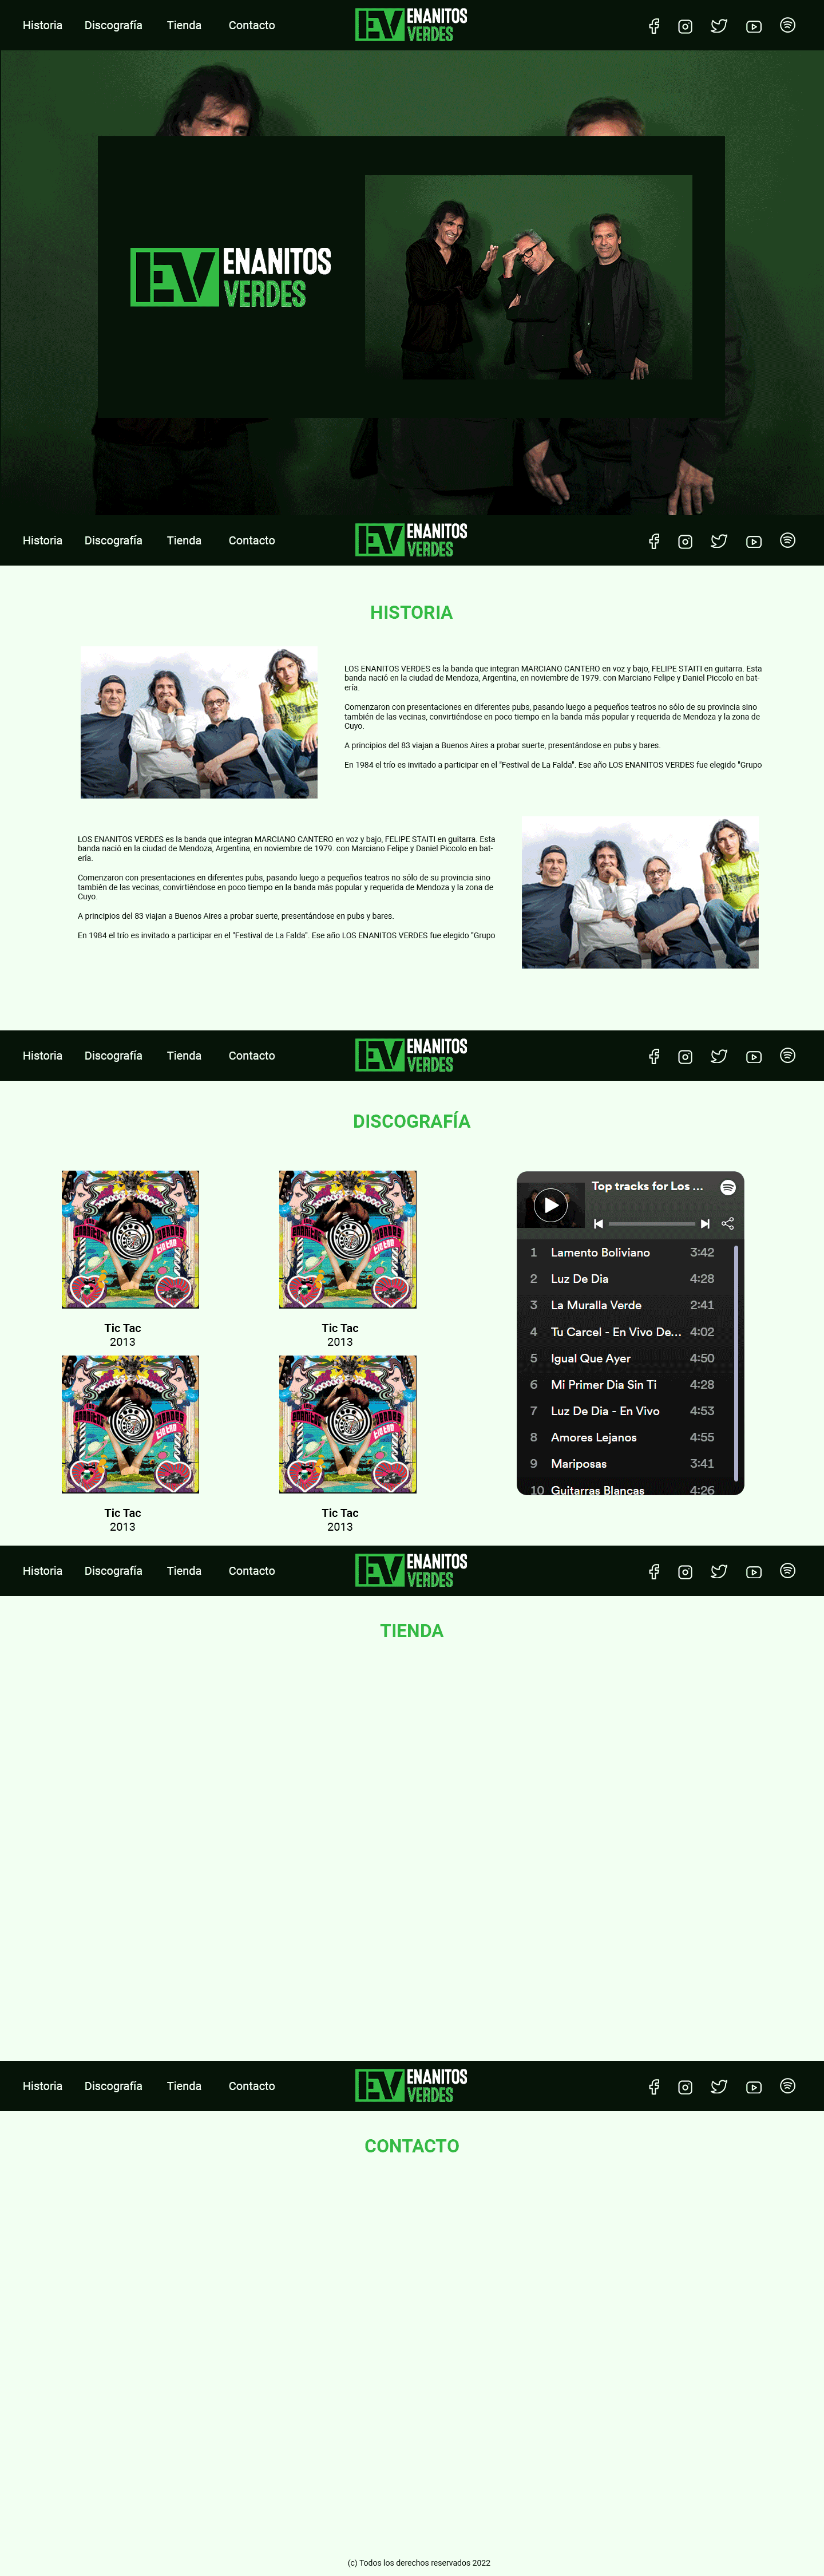 Historia Discografía Tienda Contacto EV ENANITOS VERDES
EV ENANITOS
VERDES
Historia Discografía Tienda Contacto EV ENANITOS VERDES
HISTORIA
LOS ENANITOS VERDES es la banda que integran MARCIANO CANTERO en voz y bajo, FELIPE STAITI en guitarra. Esta
banda nació en la ciudad de Mendoza, Argentina, en noviembre de 1979. con Marciano Felipe y Daniel Piccolo en bat-
ería.
Comenzaron con presentaciones en diferentes pubs, pasando luego a pequeños teatros no sólo de su provincia sino
también de las vecinas, convirtiéndose en poco tiempo en la banda más popular y requerida de Mendoza y la zona de
Cuyo.
A principios del 83 viajan a Buenos Aires a probar suerte, presentándose en pubs y bares.
En 1984 el trío es invitado a participar en el "Festival de La Falda". Ese año LOS ENANITOS VERDES fue elegido "Grupo
LOS ENANITOS VERDES es la banda que integran MARCIANO CANTERO en voz y bajo, FELIPE STAITI en guitarra. Esta
banda nació en la ciudad de Mendoza, Argentina, en noviembre de 1979. con Marciano Felipe y Daniel Piccolo en bat-
ería.
Comenzaron con presentaciones en diferentes pubs, pasando luego a pequeños teatros no sólo de su provincia sino
también de las vecinas, convirtiéndose en poco tiempo en la banda más popular y requerida de Mendoza y la zona de
Cuyo.
A principios del 83 viajan a Buenos Aires a probar suerte, presentándose en pubs y bares.
En 1984 el trío es invitado a participar en el "Festival de La Falda". Ese año LOS ENANITOS VERDES fue elegido "Grupo
Historia Discografía Tienda Contacto EV ENANITOS VERDES
DISCOGRAFÍA
Tic Tac
2013
Tic Tac
2013
Tic Tac
2013
Tic Tac
2013
Top tracks for Los ...
1 Lamento Boliviano 3:42
2 Luz De Dia 4:28
3 La Muralla Verde 2:41
4 Tu Carcel - En Vivo De... 4:02
5 Igual Que Ayer 4:50
6 Mi Primer Dia Sin Ti 4:28
7 Luz De Dia - En Vivo 4:53
8 Amores Lejanos 4:55
9 Mariposas 3:41
10 Guitarras Blancas 4:26
Historia Discografía Tienda Contacto EV ENANITOS VERDES
TIENDA
Historia Discografía Tienda Contacto EV ENANITOS VERDES
CONTACTO
(c) Todos los derechos reservados 2022